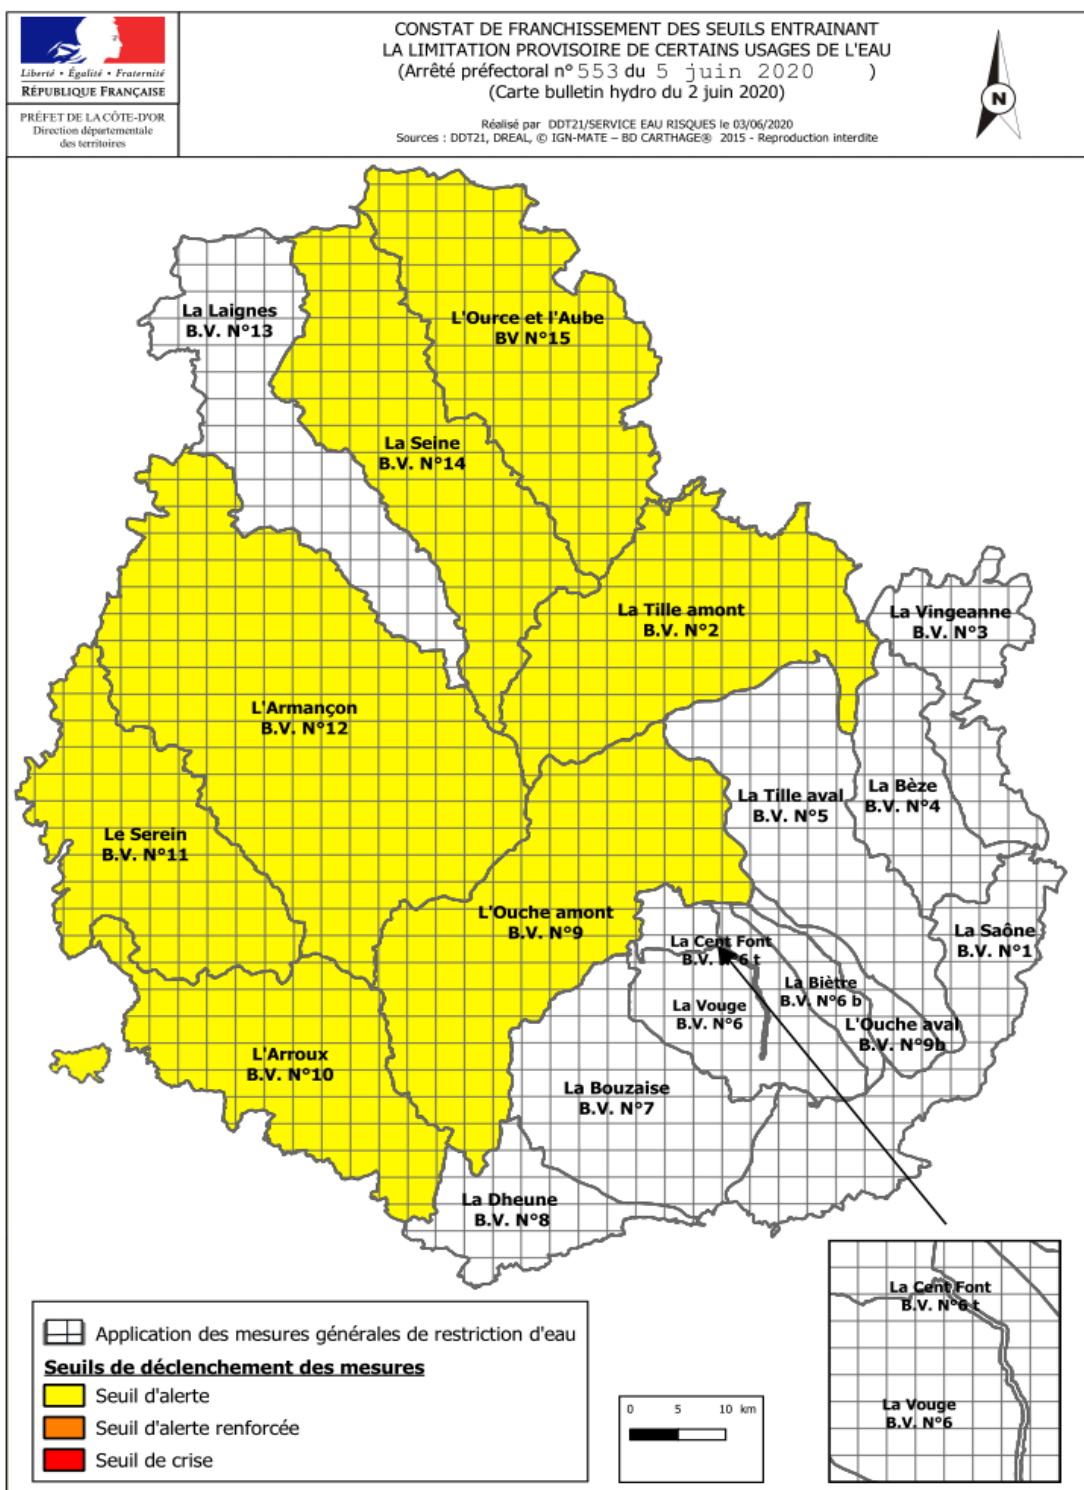 Liberté • Égalité • Fraternité
RÉPUBLIQUE FRANÇAISE
PRÉFET DE LA CÔTE-D'OR
Direction départementale
des territoires
CONSTAT DE FRANCHISSEMENT DES SEUILS ENTRAINANT
LA LIMITATION PROVISOIRE DE CERTAINS USAGES DE L'EAU
(Arrêté préfectoral n° 553 du 5 juin 2020 )
(Carte bulletin hydro du 2 juin 2020)
Réalisé par DDT21/SERVICE EAU RISQUES le 03/06/2020
Sources : DDT21, DREAL, © IGN-MATE – BD CARTHAGE® 2015 - Reproduction interdite
N
La Laignes
B.V. N°13
L'Ource et l'Aube
BV N°15
La Seine
B.V. N°14
La Tille amont
B.V. N°2
La Vingeanne
B.V. N°3
L'Armançon
B.V. N°12
La Bèze
B.V. N°4
La Tille aval
B.V. N°5
Le Serein
B.V. N°11
L'Ouche amont
B.V. N°9
La Saône
B.V. N°1
La Cent Font
B.V. N°6 t
La Biètre
B.V. N°6 b
La Vouge
B.V. N°6
L'Ouche aval
B.V. N°9b
L'Arroux
B.V. N°10
La Bouzaise
B.V. N°7
La Dheune
B.V. N°8
La Cent Font
B.V. N°6 t
La Vouge
B.V. N°6
Application des mesures générales de restriction d'eau
Seuils de déclenchement des mesures
Seuil d'alerte
Seuil d'alerte renforcée
Seuil de crise
0 5 10 km